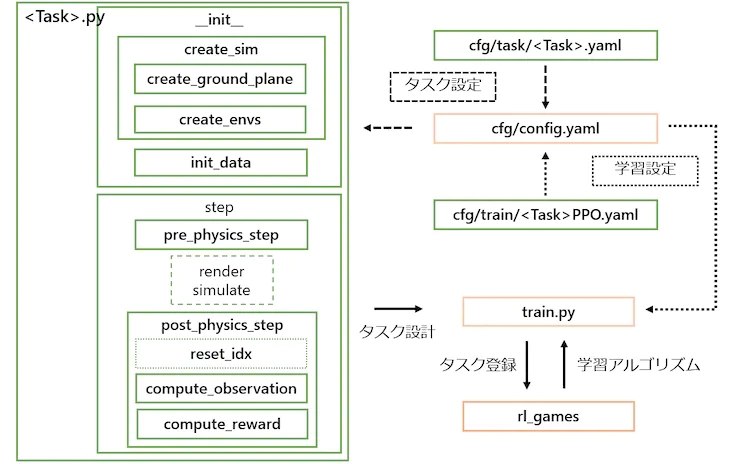 <Task>.py
__init__
create_sim
create_ground_plane
create_envs
init_data
step
pre_physics_step
render
simulate
post_physics_step
reset_idx
compute_observation
compute_reward
cfg/task/<Task>.yaml
タスク設定
cfg/config.yaml
学習設定
cfg/train/<Task>PPO.yaml
タスク設計
train.py
タスク登録
学習アルゴリズム
rl_games